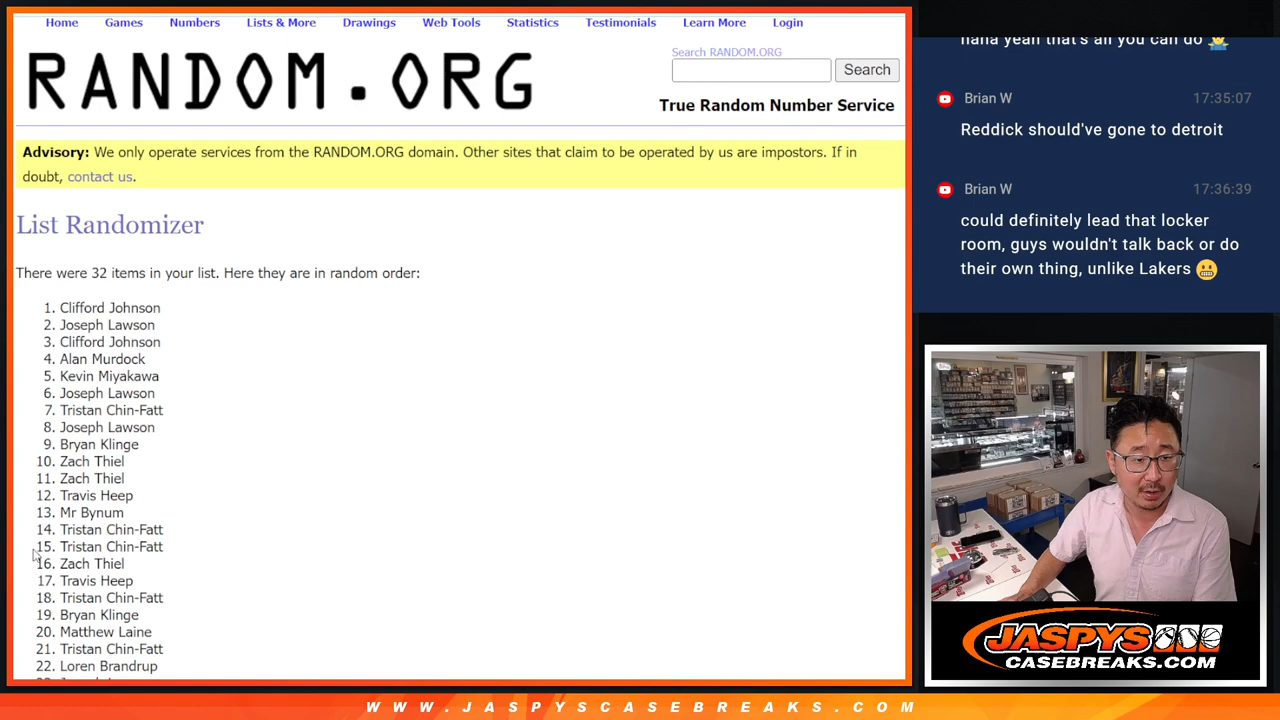 Home Games Numbers Lists & More Drawings Web Tools Statistics Testimonials Learn More Login
RANDOM.ORG
Search RANDOM.ORG
Search
True Random Number Service
Advisory: We only operate services from the RANDOM.ORG domain. Other sites that claim to be operated by us are impostors. If in
doubt, contact us.
List Randomizer
There were 32 items in your list. Here they are in random order:
1. Clifford Johnson
2. Joseph Lawson
3. Clifford Johnson
4. Alan Murdock
5. Kevin Miyakawa
6. Joseph Lawson
7. Tristan Chin-Fatt
8. Joseph Lawson
9. Bryan Klinge
10. Zach Thiel
11. Zach Thiel
12. Travis Heep
13. Mr Bynum
14. Tristan Chin-Fatt
15. Tristan Chin-Fatt
16. Zach Thiel
17. Travis Heep
18. Tristan Chin-Fatt
19. Bryan Klinge
20. Matthew Laine
21. Tristan Chin-Fatt
22. Loren Brandrup
haha yeah that's all you can do 🤷‍♂️
Brian W 17:35:07
Reddick should've gone to detroit
Brian W 17:36:39
could definitely lead that locker
room, guys wouldn't talk back or do
their own thing, unlike Lakers 😬
JASPYS
CASEBREAKS.COM
WWW.JASPYSCASEBREAKS.COM